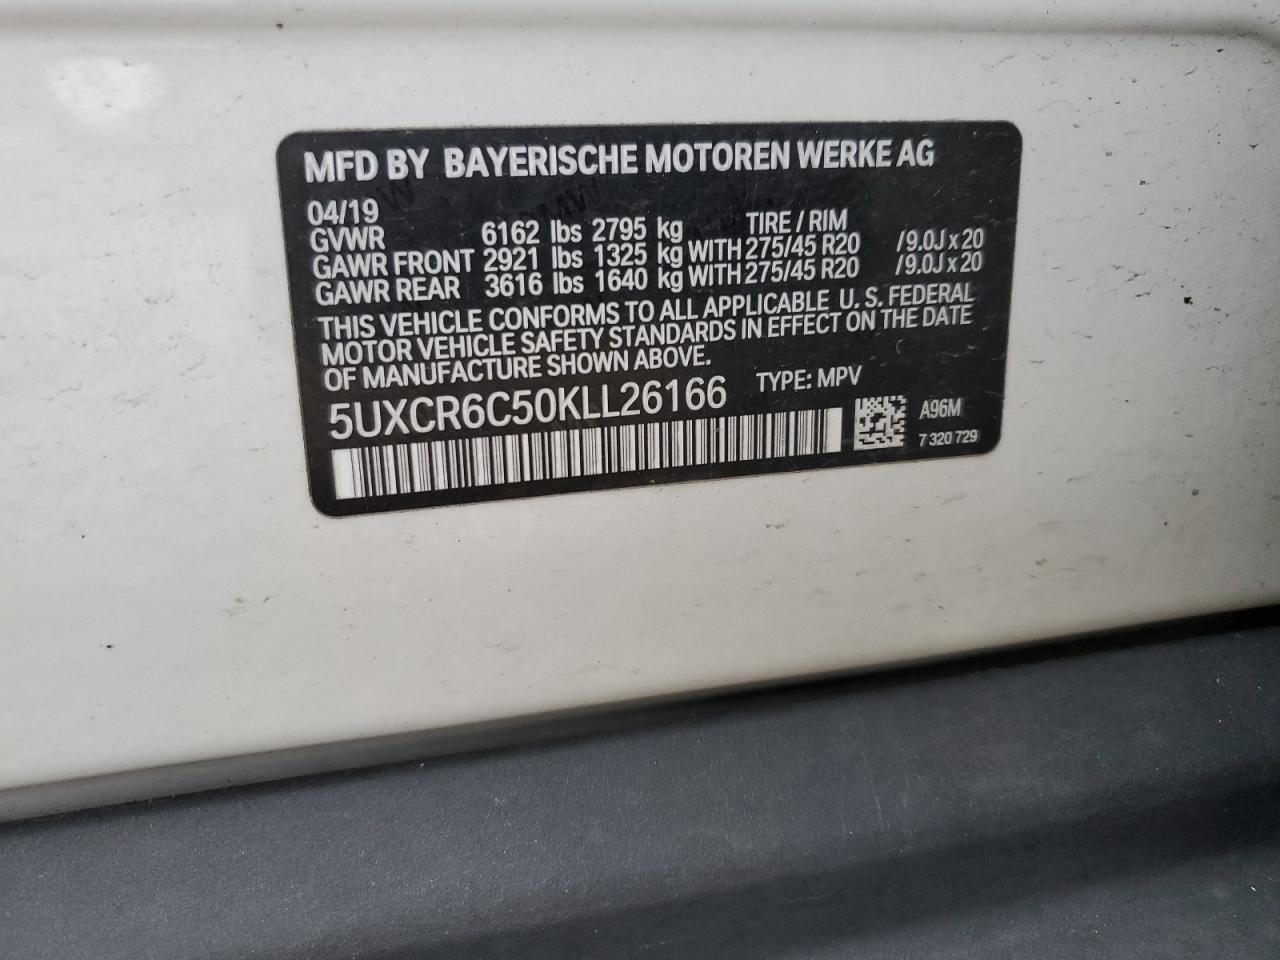 MFD BY BAYERISCHE MOTOREN WERKE AG
04/19
GVWR 6162 lbs 2795 kg TIRE / RIM
GAWR FRONT 2921 lbs 1325 kg WITH 275/45 R20 /9.0J x 20
GAWR REAR 3616 lbs 1640 kg WITH 275/45 R20 /9.0J x 20
THIS VEHICLE CONFORMS TO ALL APPLICABLE U. S. FEDERAL
MOTOR VEHICLE SAFETY STANDARDS IN EFFECT ON THE DATE
OF MANUFACTURE SHOWN ABOVE.
5UXCR6C50KLL26166 TYPE: MPV
A96M
7 320 729